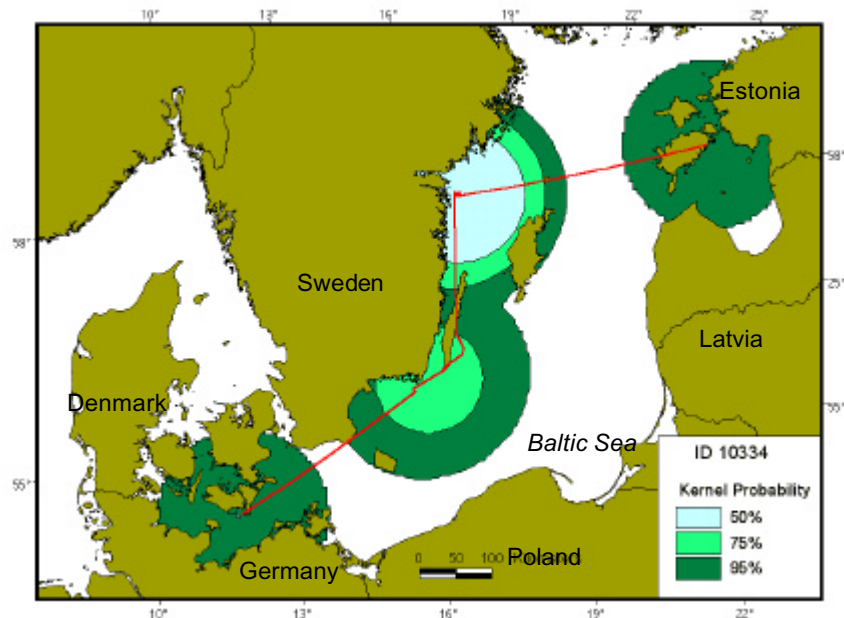 10° 13° 16° 19° 22° 25°
Estonia
58°
58°
Sweden
25°
Latvia
Denmark
55°
Baltic Sea
ID 10334
55°
Kernel Probability
50%
75%
95%
0 50 100
Poland
Germany
10° 13° 16° 19° 22°